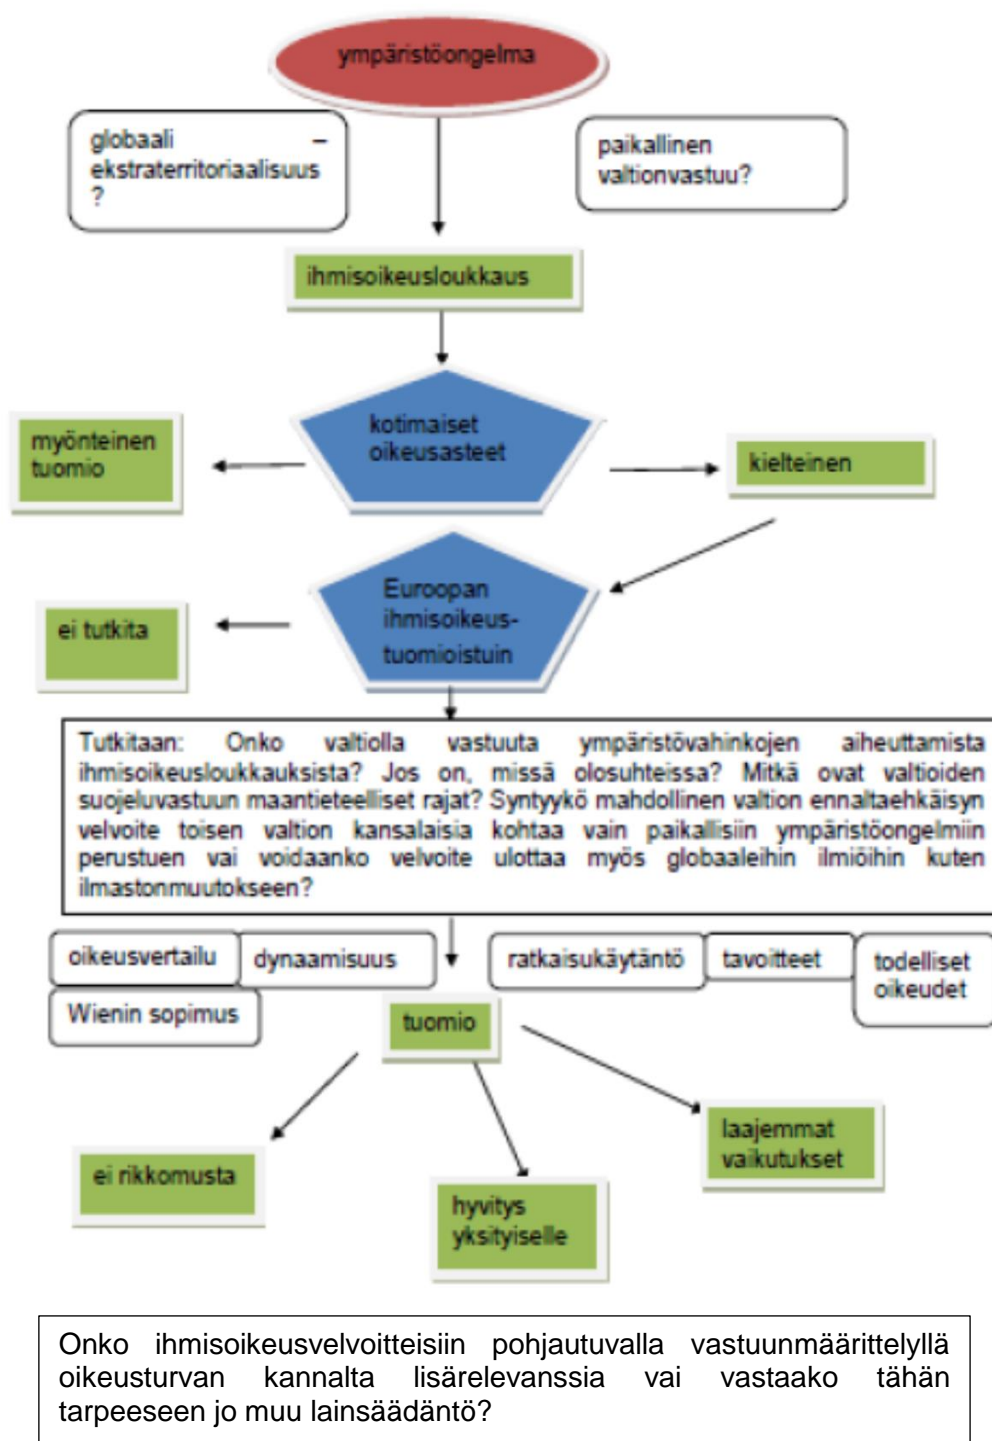 ympäristöongelma
globaali –
ekstraterritoriaalisuus
?
paikallinen
valtionvastuu?
ihmisoikeusloukkaus
kotimaiset
oikeusasteet
myönteinen
tuomio
kielteinen
Euroopan
ihmisoikeus-
tuomioistuin
ei tutkita
Tutkitaan: Onko valtiolla vastuuta ympäristövahinkojen aiheuttamista
ihmisoikeusloukkauksista? Jos on, missä olosuhteissa? Mitkä ovat valtioiden
suojeluvastuun maantieteelliset rajat? Syntyykö mahdollinen valtion ennaltaehkäisyn
velvoite toisen valtion kansalaisia kohtaa vain paikallisiin ympäristöongelmiin
perustuen vai voidaanko velvoite ulottaa myös globaaleihin ilmiöihin kuten
ilmastonmuutokseen?
oikeusvertailu
dynaamisuus
ratkaisukäytäntö
tavoitteet
todelliset
oikeudet
Wienin sopimus
tuomio
ei rikkomusta
hyvitys
yksityiselle
laajemmat
vaikutukset
Onko ihmisoikeusvelvoitteisiin pohjautuvalla vastuunmäärittelyllä
oikeusturvan kannalta lisärelevanssia vai vastaako tähän
tarpeeseen jo muu lainsäädäntö?